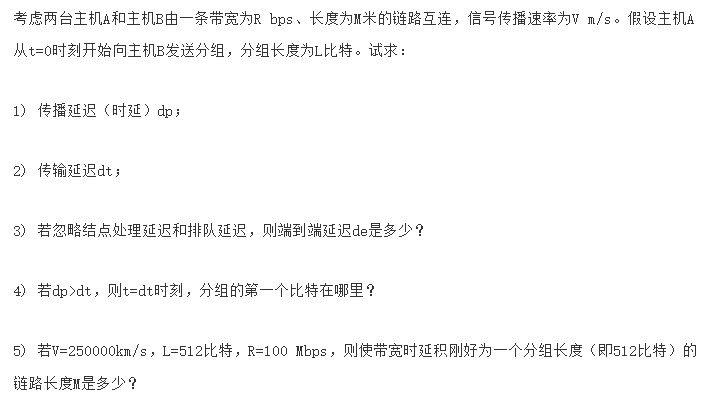 考虑两台主机A和主机B由一条带宽为R bps、长度为M米的链路互连，信号传播速率为V m/s。假设主机A
从t=0时刻开始向主机B发送分组，分组长度为L比特。试求：
1) 传播延迟（时延）dp；
2) 传输延迟dt；
3) 若忽略结点处理延迟和排队延迟，则端到端延迟de是多少？
4) 若dp>dt，则t=dt时刻，分组的第一个比特在哪里？
5) 若V=250000km/s，L=512比特，R=100 Mbps，则使带宽时延积刚好为一个分组长度（即512比特）的
链路长度M是多少？